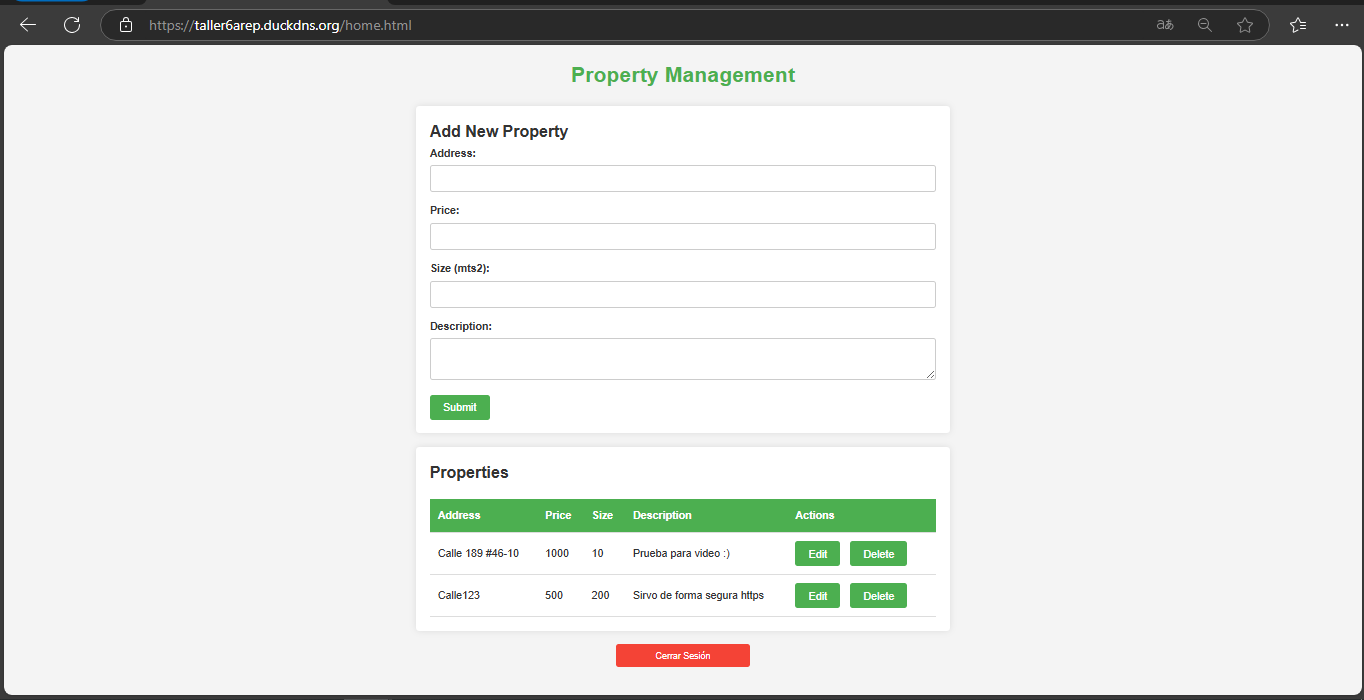 https://taller6arep.duckdns.org/home.html
Property Management
Add New Property
Address:
Price:
Size (mts2):
Description:
Submit
Properties
Address Price Size Description Actions
Calle 189 #46-10 1000 10 Prueba para video :) Edit Delete
Calle123 500 200 Sirvo de forma segura https Edit Delete
Cerrar Sesión